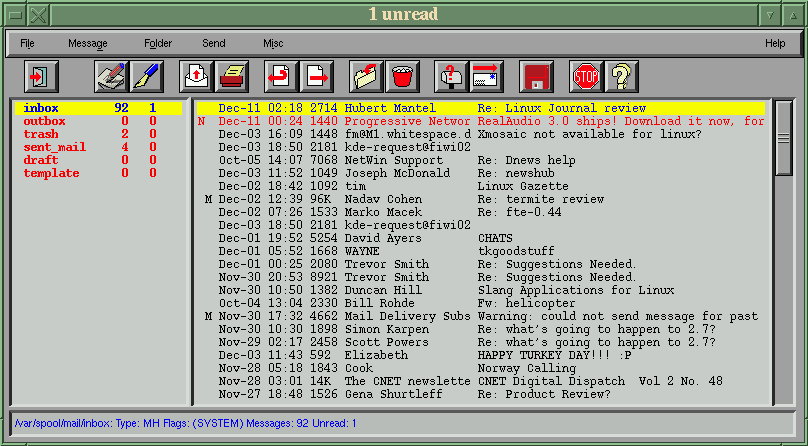 1 unread
File Message Folder Send Misc Help
STOP
inbox 92 1
outbox 0 0
trash 2 0
sent_mail 4 0
draft 0 0
template 0 0
Dec-11 02:18 2714 Hubert Mantel Re: Linux Journal review
N Dec-11 00:24 1440 Progressive Networ RealAudio 3.0 ships! Download it now, for
Dec-03 16:09 1448 fm@M1.whitespace.d Xmosaic not available for linux?
Dec-03 18:50 2181 kde-request@fiwi02
Oct-05 14:07 7068 NetWin Support Re: Dnews help
Dec-03 11:52 1049 Joseph McDonald Re: newshub
Dec-02 18:42 1092 tim Linux Gazette
M Dec-02 12:39 96K Nadav Cohen Re: termite review
Dec-02 07:26 1533 Marko Macek Re: fte-0.44
Dec-03 18:50 2181 kde-request@fiwi02
Dec-01 19:52 5254 David Ayers CHATS
Dec-01 05:52 1668 WAYNE tkgoodstuff
Dec-01 00:25 2080 Trevor Smith Re: Suggestions Needed.
Nov-30 20:53 8921 Trevor Smith Re: Suggestions Needed.
Nov-30 10:50 1382 Duncan Hill Slang Applications for Linux
Oct-04 13:04 2330 Bill Rohde Fw: helicopter
M Nov-30 17:32 4662 Mail Delivery Subs Warning: could not send message for past
Nov-30 10:30 1898 Simon Karpen Re: what's going to happen to 2.7?
Nov-29 02:17 2458 Scott Powers Re: what's going to happen to 2.7?
Dec-03 11:43 592 Elizabeth HAPPY TURKEY DAY!!! :P
Nov-28 05:18 1843 Cook Norway Calling
Nov-28 03:01 14K The CNET newslette CNET Digital Dispatch Vol 2 No. 48
Nov-27 18:48 1526 Gena Shurtleff Re: Product Review?
/var/spool/mail/inbox: Type: MH Flags: (SYSTEM) Messages: 92 Unread: 1